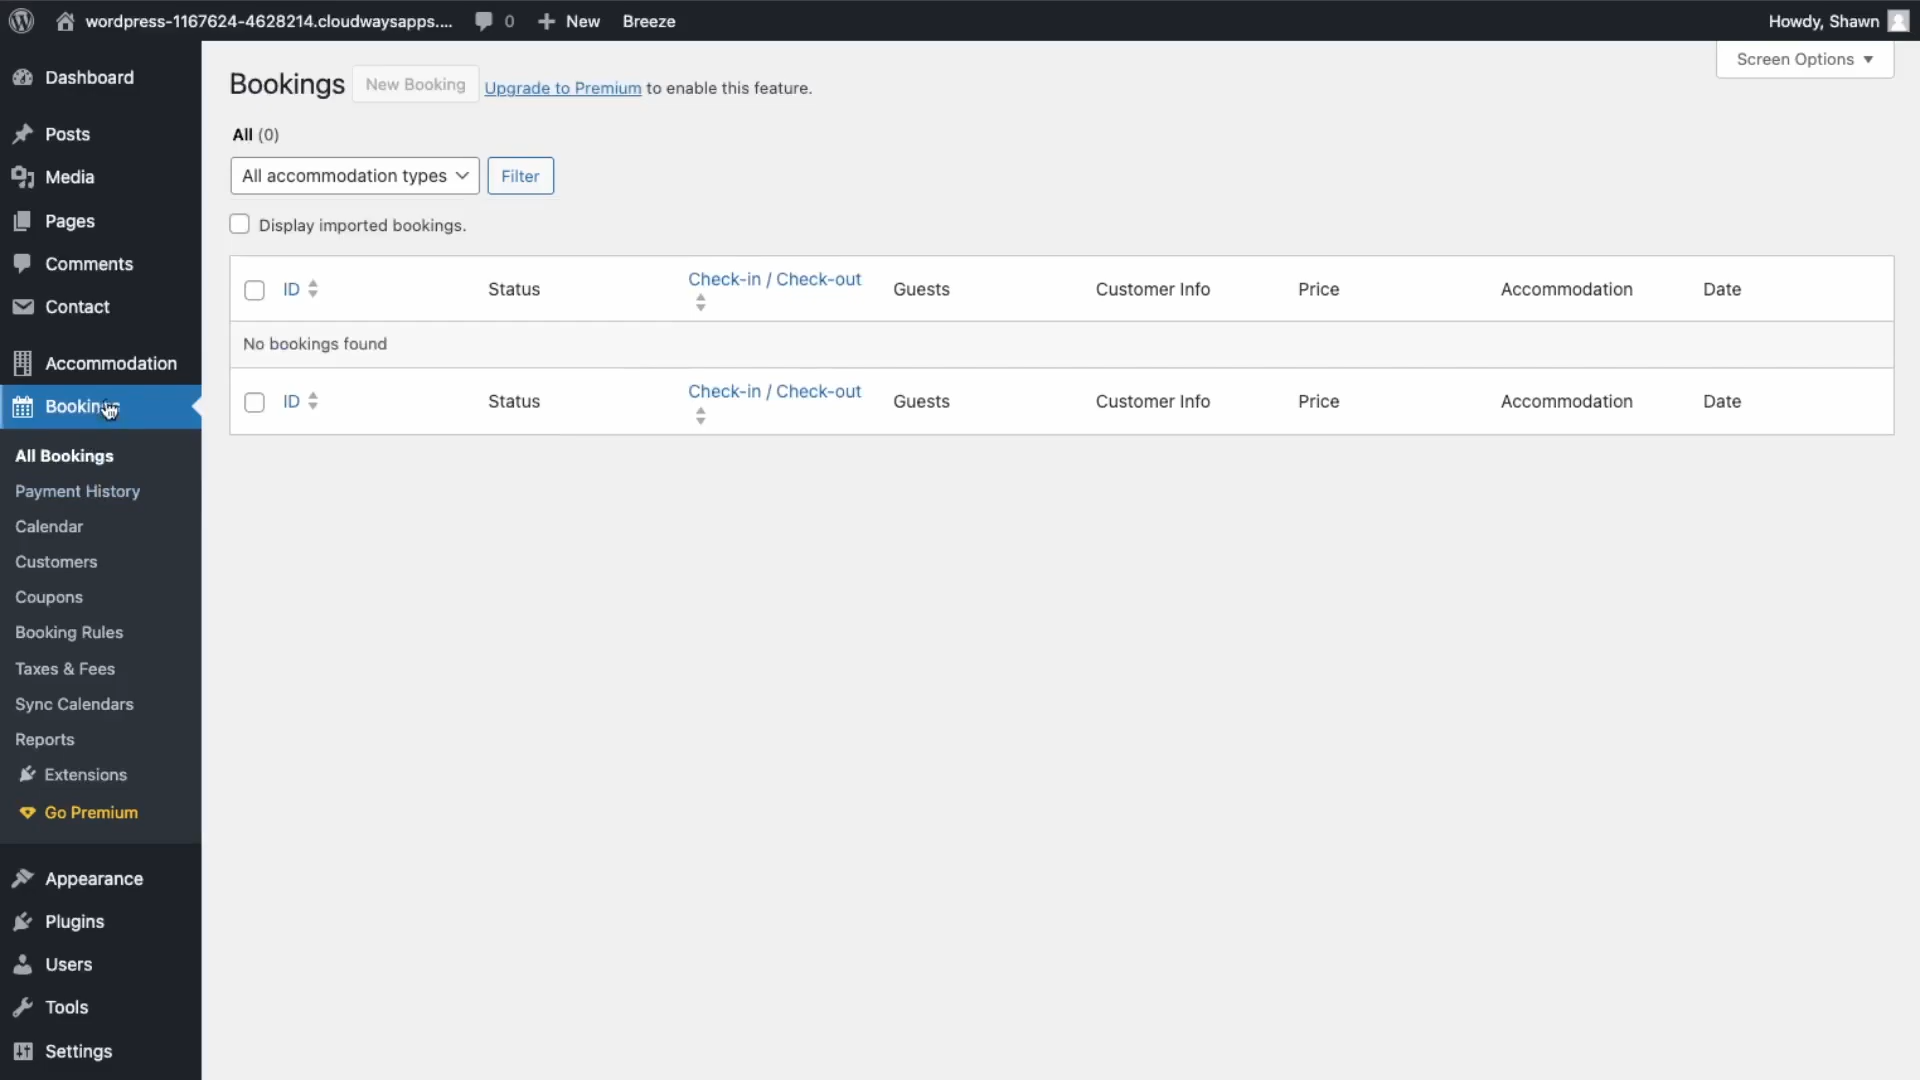 wordpress-1167624-4628214.cloudwaysapps.... 0 New Breeze Howdy, Shawn
Screen Options
Dashboard
Posts
Media
Pages
Comments
Contact
Accommodation
Bookings
All Bookings
Payment History
Calendar
Customers
Coupons
Booking Rules
Taxes & Fees
Sync Calendars
Reports
Extensions
Go Premium
Appearance
Plugins
Users
Tools
Settings
Bookings New Booking Upgrade to Premium to enable this feature.
All (0)
All accommodation types Filter
Display imported bookings.
ID Status Check-in / Check-out Guests Customer Info Price Accommodation Date
No bookings found
ID Status Check-in / Check-out Guests Customer Info Price Accommodation Date